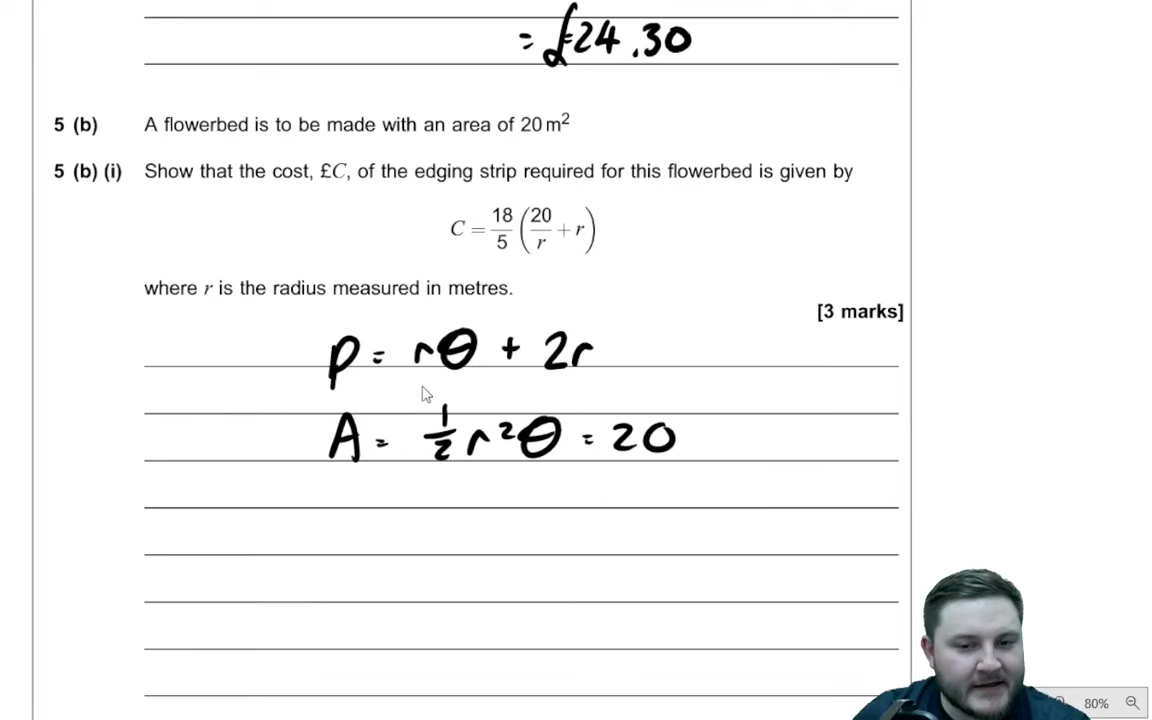 = £24.30
5 (b) A flowerbed is to be made with an area of 20 m²
5 (b) (i) Show that the cost, £C, of the edging strip required for this flowerbed is given by
C = 18/5 (20/r + r)
where r is the radius measured in metres.
[3 marks]
P = rθ + 2r
A = 1/2 r²θ = 20
80%